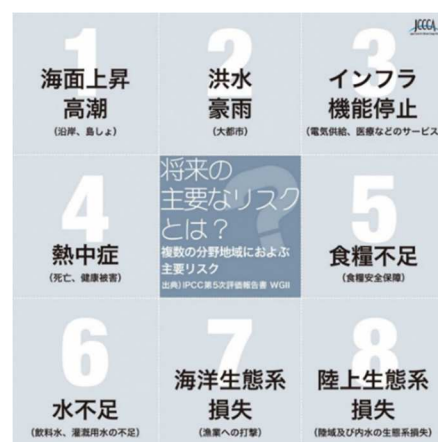 JCCCA
1
海面上昇
高潮
(沿岸、島しょ)
2
洪水
豪雨
(大都市)
3
インフラ
機能停止
(電気供給、医療などのサービス
4
熱中症
(死亡、健康被害)
将来の
主要なリスク
とは?
複数の分野地域におよぶ
主要リスク
出典) IPCC第5次評価報告書 WGII
5
食糧不足
(食糧安全保障)
6
水不足
(飲料水、灌漑用水の不足)
7
海洋生態系
損失
(漁業への打撃)
8
陸上生態系
損失
(陸域及び内水の生態系損失)